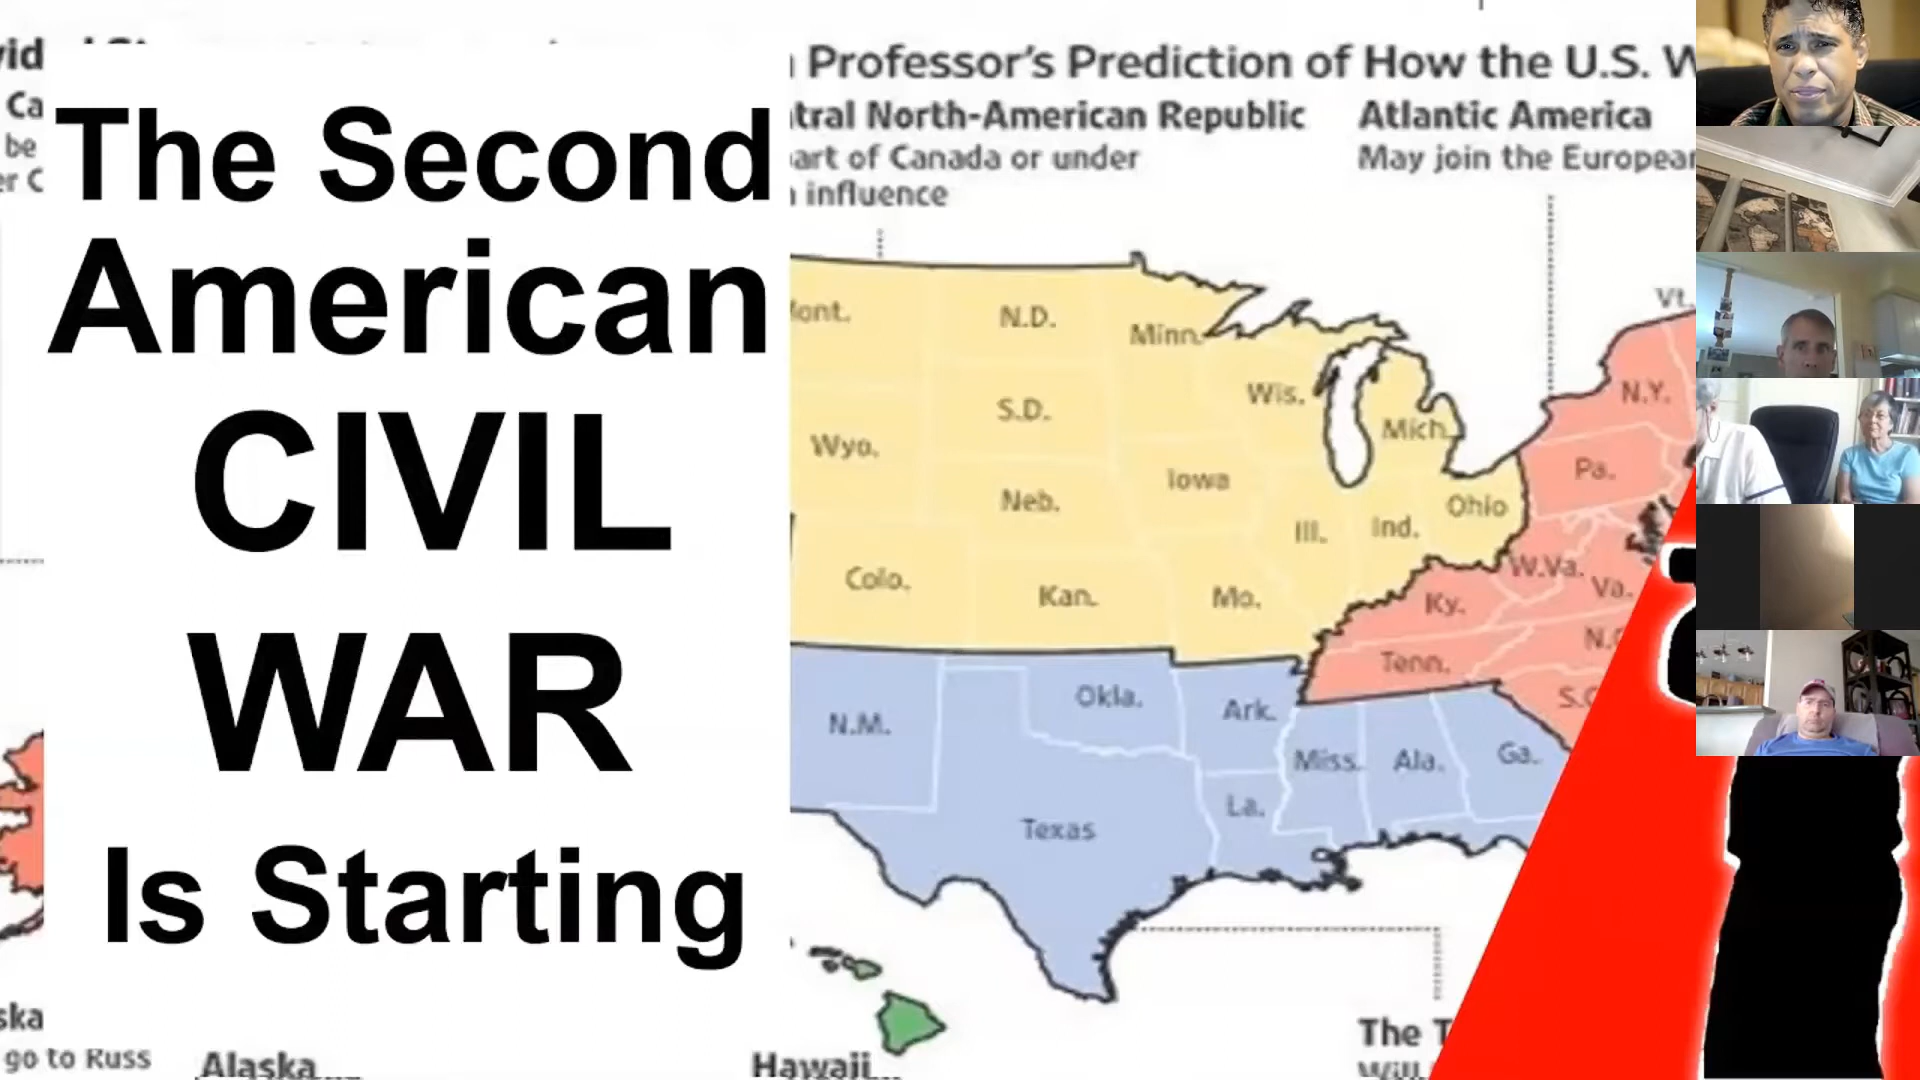 The Second
American
CIVIL
WAR
Is Starting
Professor's Prediction of How the U.S.
North-American Republic
art of Canada or under
influence
Atlantic America
May join the European
Vt.
N.D.
Minn.
S.D.
Wis.
Mich.
N.Y.
Wyo.
Iowa
Neb.
Ohio
Pa.
Ill.
Ind.
Colo.
Kan.
Mo.
Ky.
W.Va.
Va.
Tenn.
N.M.
Okla.
Ark.
Miss.
Ala.
Ga.
La.
Texas
The
go to Russ
Alaska
Hawaii